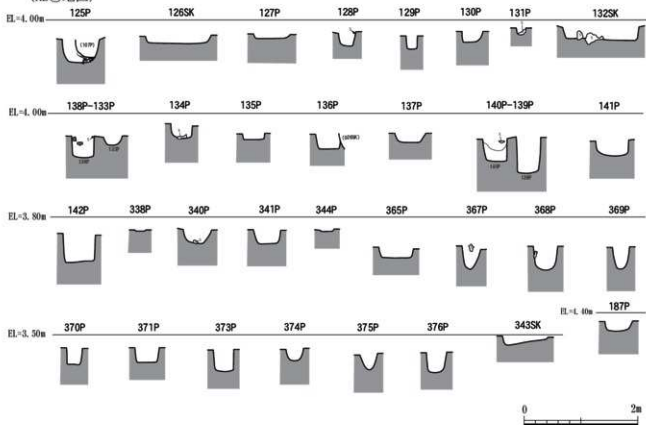 EL=4.00m
125P 126SK 127P 128P 129P 130P 131P 132SK
(107P)
EL=4.00m
138P-133P 134P 135P 136P 137P 140P-139P 141P
EL=3.80m
142P 338P 340P 341P 344P 365P 367P 368P 369P
EL=3.50m
370P 371P 373P 374P 375P 376P 343SK
EL=4.40m
187P
0 2m